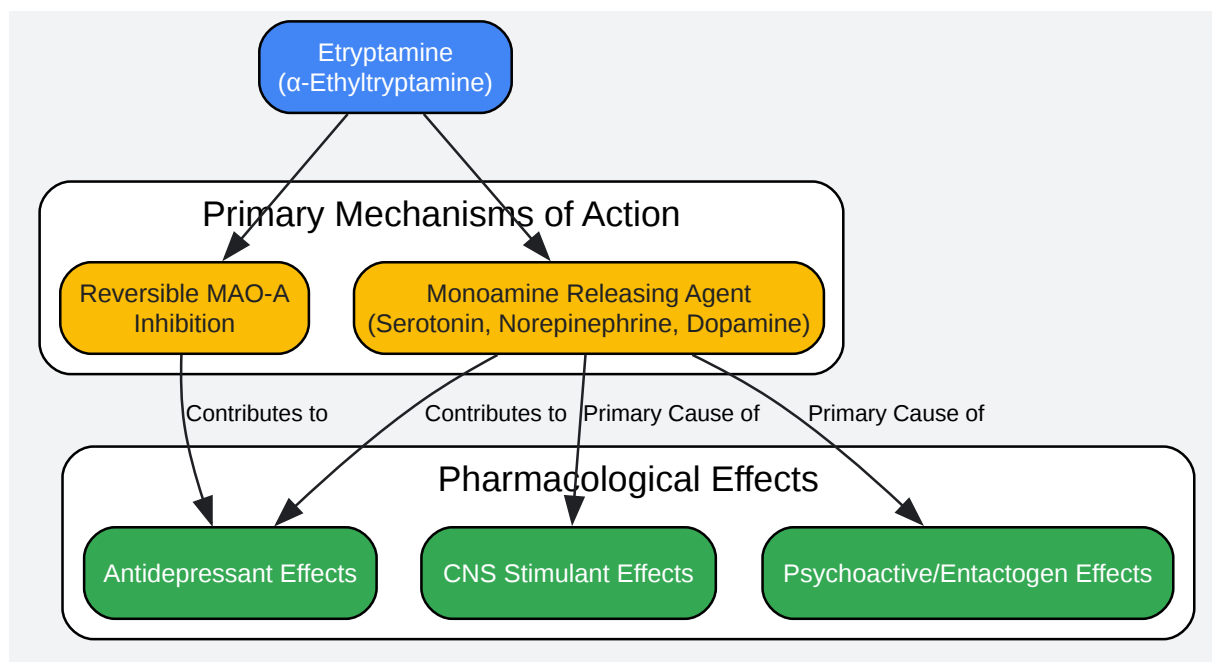 Etryptamine
(α-Ethyltryptamine)
Primary Mechanisms of Action
Reversible MAO-A
Inhibition
Monoamine Releasing Agent
(Serotonin, Norepinephrine, Dopamine)
Contributes to
Contributes to
Primary Cause of
Primary Cause of
Pharmacological Effects
Antidepressant Effects
CNS Stimulant Effects
Psychoactive/Entactogen Effects